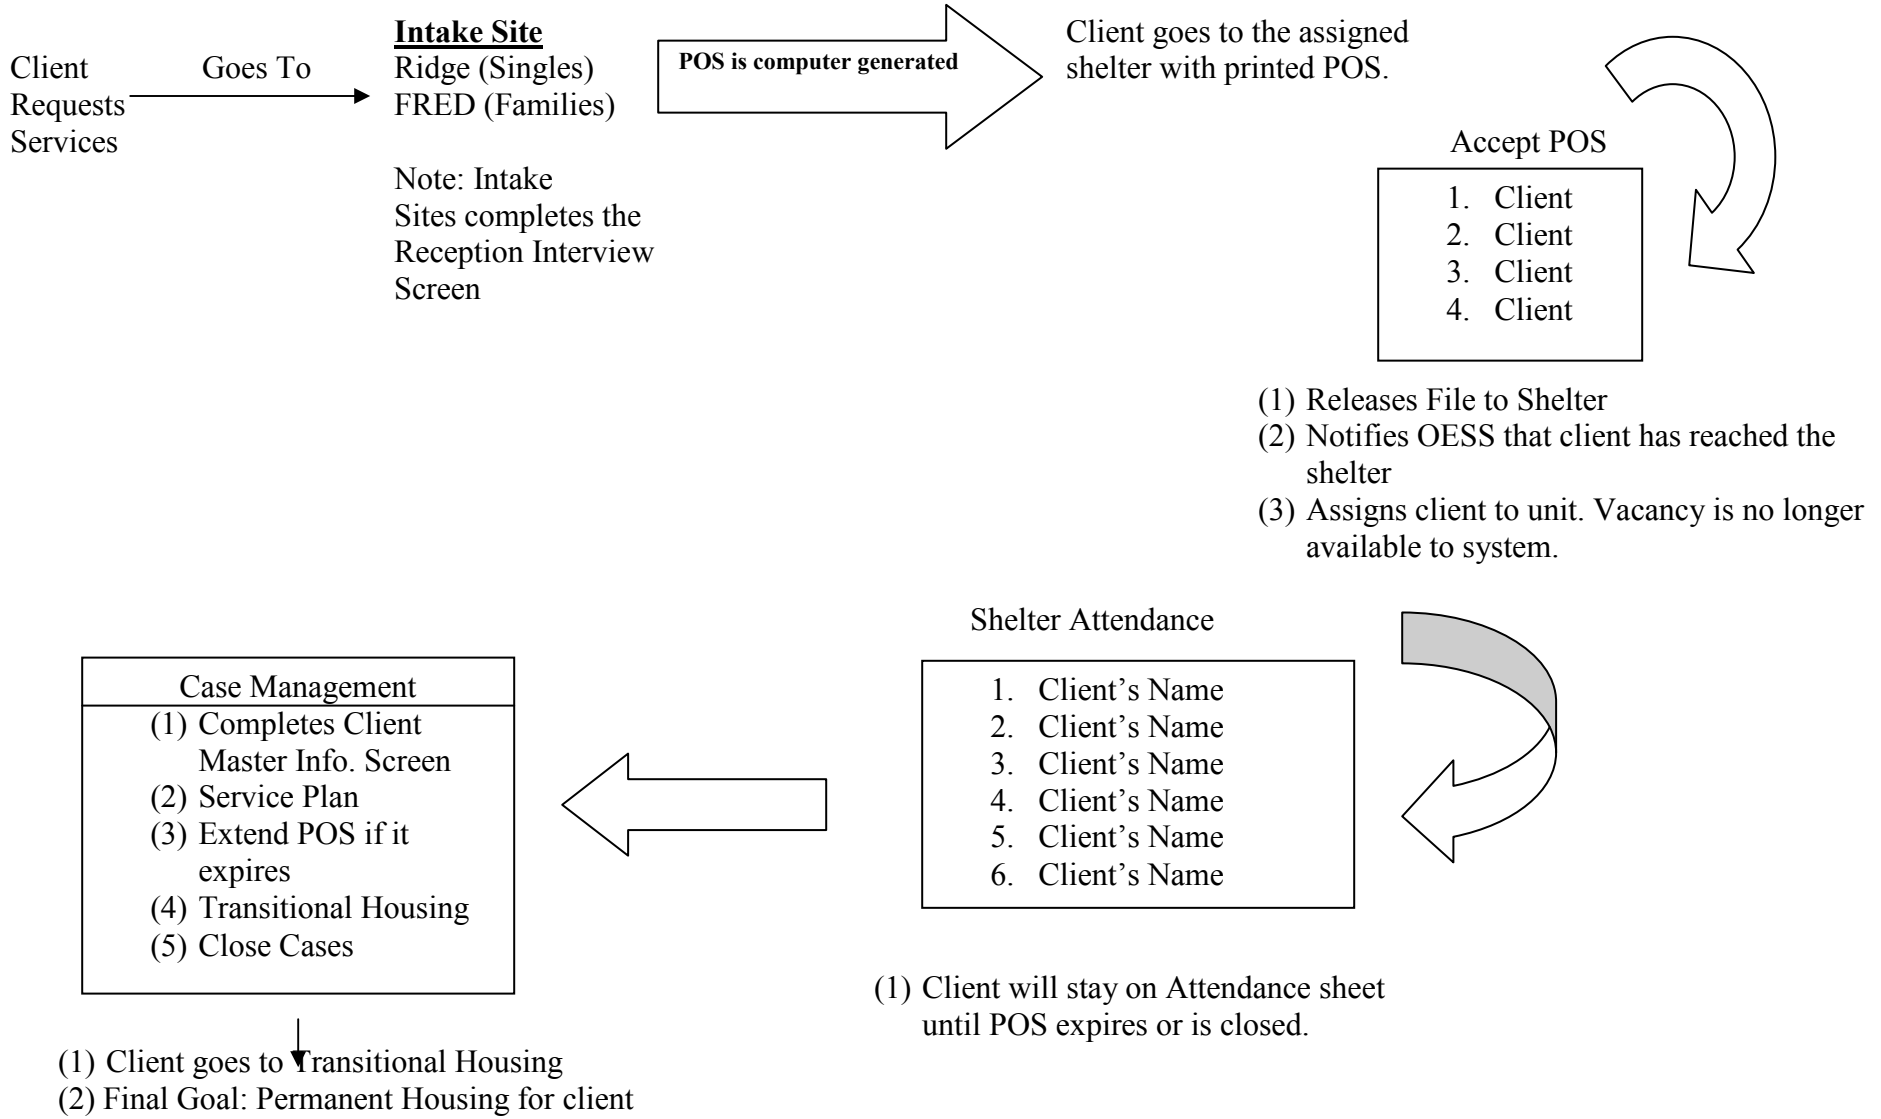 Client
Requests
Services
Goes To
Intake Site
Ridge (Singles)
FRED (Families)
Note: Intake
Sites completes the
Reception Interview
Screen
POS is computer generated
Client goes to the assigned
shelter with printed POS.
Accept POS
1. Client
2. Client
3. Client
4. Client
(1) Releases File to Shelter
(2) Notifies OESS that client has reached the
shelter
(3) Assigns client to unit. Vacancy is no longer
available to system.
Shelter Attendance
1. Client’s Name
2. Client’s Name
3. Client’s Name
4. Client’s Name
5. Client’s Name
6. Client’s Name
(1) Client will stay on Attendance sheet
until POS expires or is closed.
Case Management
(1) Completes Client
Master Info. Screen
(2) Service Plan
(3) Extend POS if it
expires
(4) Transitional Housing
(5) Close Cases
(1) Client goes to Transitional Housing
(2) Final Goal: Permanent Housing for client